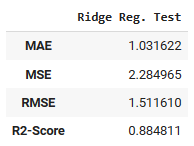 Ridge Reg. Test
MAE 1.031622
MSE 2.284965
RMSE 1.511610
R2-Score 0.884811